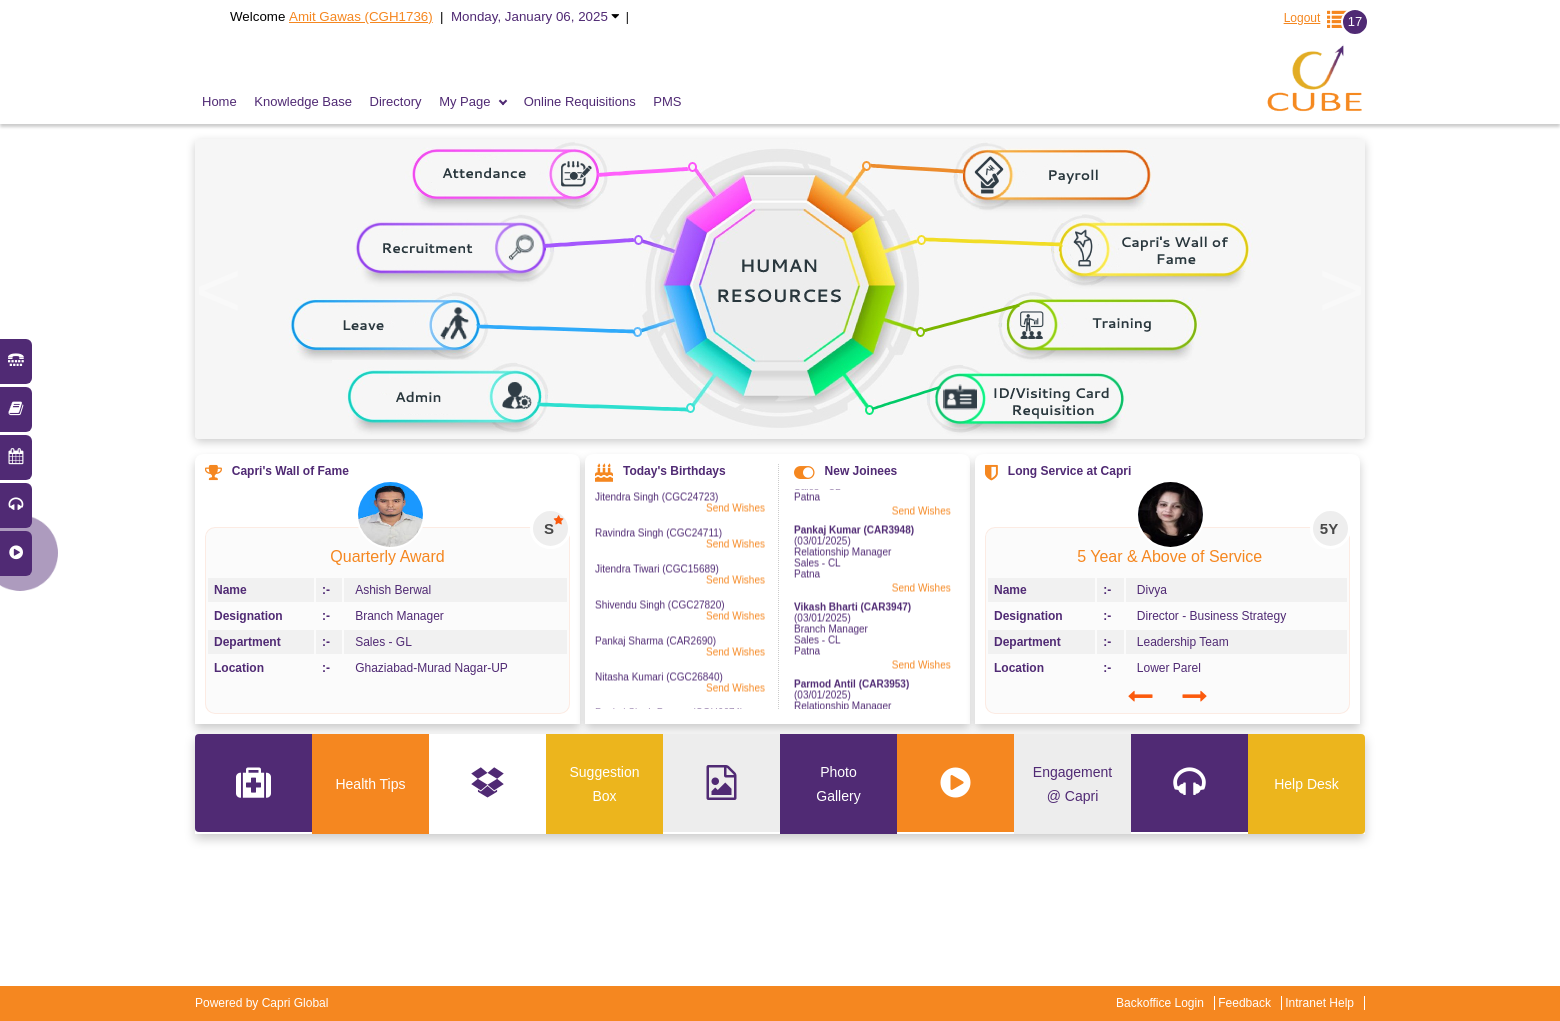 Welcome Amit Gawas (CGH1736) | Monday, January 06, 2025 |
Logout 17
CUBE
Home Knowledge Base Directory My Page Online Requisitions PMS
Attendance
Recruitment
Leave
Admin
HUMAN
RESOURCES
Payroll
Capri's Wall of
Fame
Training
ID/Visiting Card
Requisition
Capri's Wall of Fame
S
Quarterly Award
Name :- Ashish Berwal
Designation :- Branch Manager
Department :- Sales - GL
Location :- Ghaziabad-Murad Nagar-UP
Today's Birthdays
Jitendra Singh (CGC24723)
Send Wishes
Ravindra Singh (CGC24711)
Send Wishes
Jitendra Tiwari (CGC15689)
Send Wishes
Shivendu Singh (CGC27820)
Send Wishes
Pankaj Sharma (CAR2690)
Send Wishes
Nitasha Kumari (CGC26840)
Send Wishes
New Joinees
Patna
Send Wishes
Pankaj Kumar (CAR3948)
(03/01/2025)
Relationship Manager
Sales - CL
Patna
Send Wishes
Vikash Bharti (CAR3947)
(03/01/2025)
Branch Manager
Sales - CL
Patna
Send Wishes
Parmod Antil (CAR3953)
(03/01/2025)
Relationship Manager
Long Service at Capri
5Y
5 Year & Above of Service
Name :- Divya
Designation :- Director - Business Strategy
Department :- Leadership Team
Location :- Lower Parel
Health Tips
Suggestion
Box
Photo
Gallery
Engagement
@ Capri
Help Desk
Powered by Capri Global
Backoffice Login | Feedback | Intranet Help |